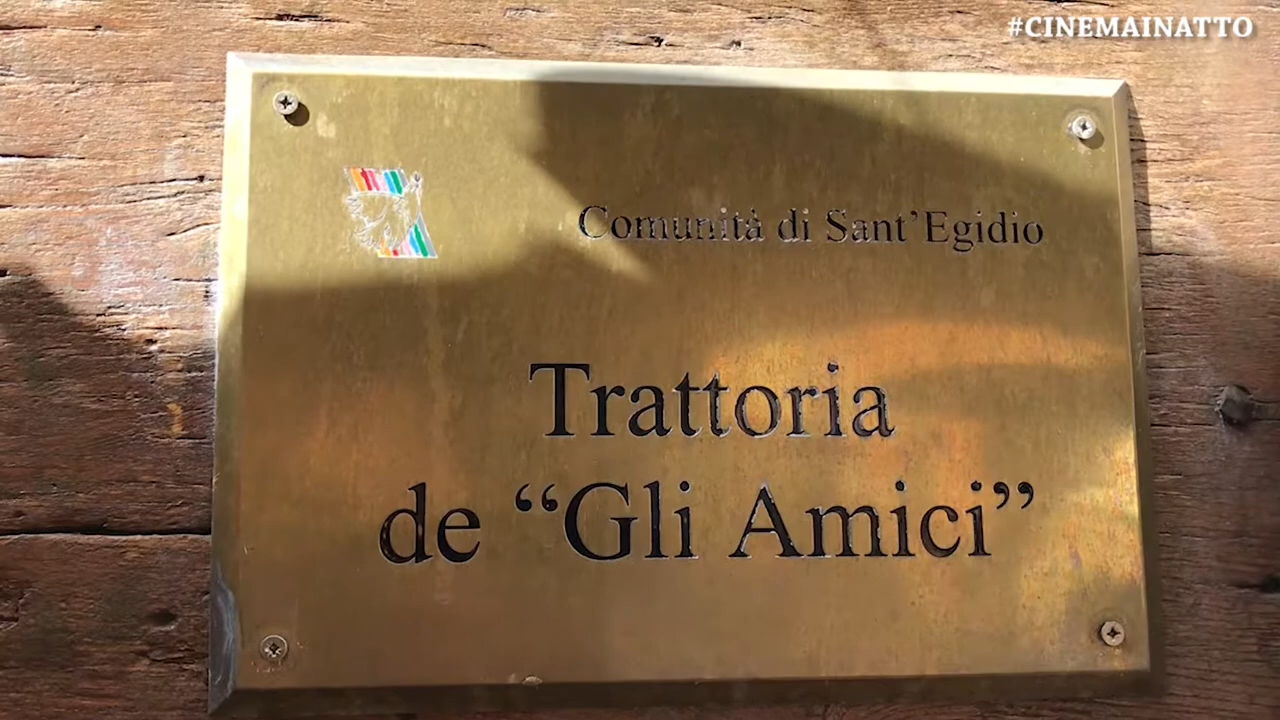 #CINEMAINATTO
Comunità di Sant’Egidio
Trattoria
de “Gli Amici”